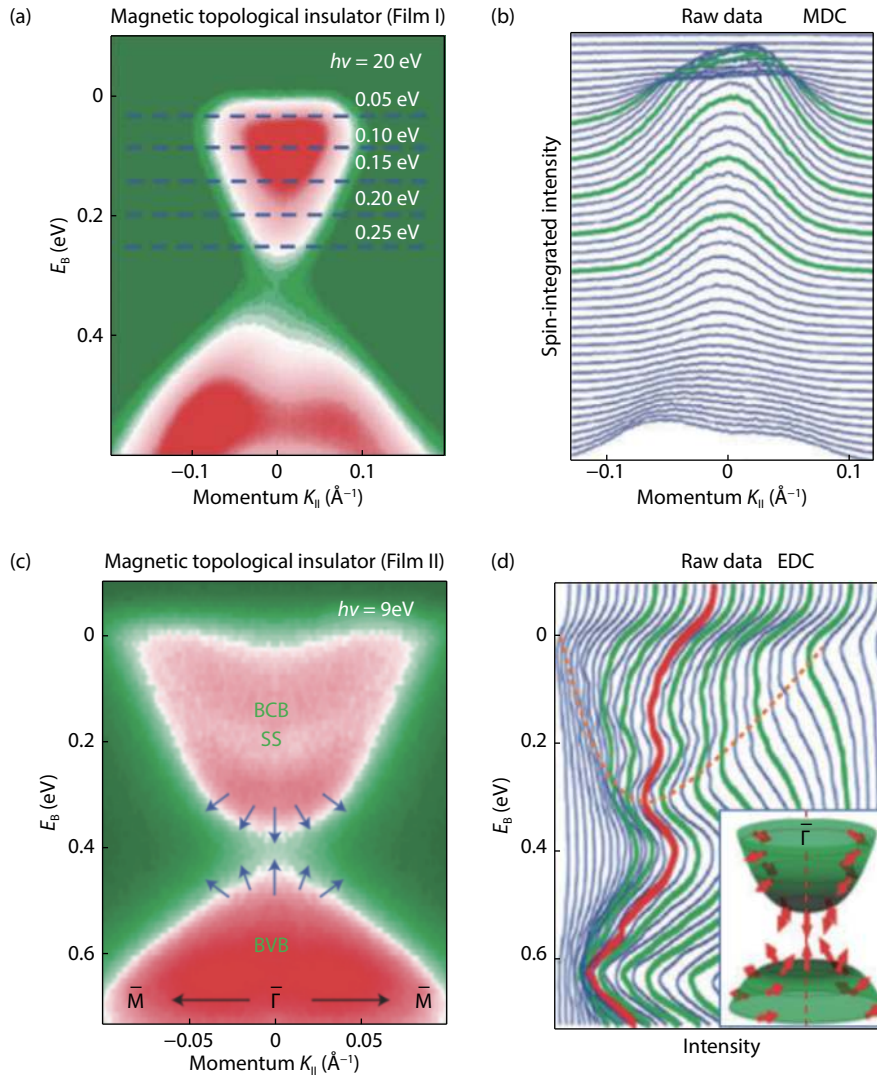 (a)
Magnetic topological insulator (Film I)
hv = 20 eV
0
0.2
0.4
E_B (eV)
0.05 eV
0.10 eV
0.15 eV
0.20 eV
0.25 eV
−0.1
0
0.1
Momentum K_|| (Å⁻¹)
(b)
Raw data MDC
Spin-integrated intensity
−0.1
0
0.1
Momentum K_|| (Å⁻¹)
(c)
Magnetic topological insulator (Film II)
hv = 9eV
0
0.2
0.4
0.6
E_B (eV)
BCB
SS
BVB
M̅ Γ̅ M̅
-0.05
0
0.05
Momentum K_|| (Å⁻¹)
(d)
Raw data EDC
0
0.2
0.4
0.6
E_B (eV)
Γ̅
Intensity